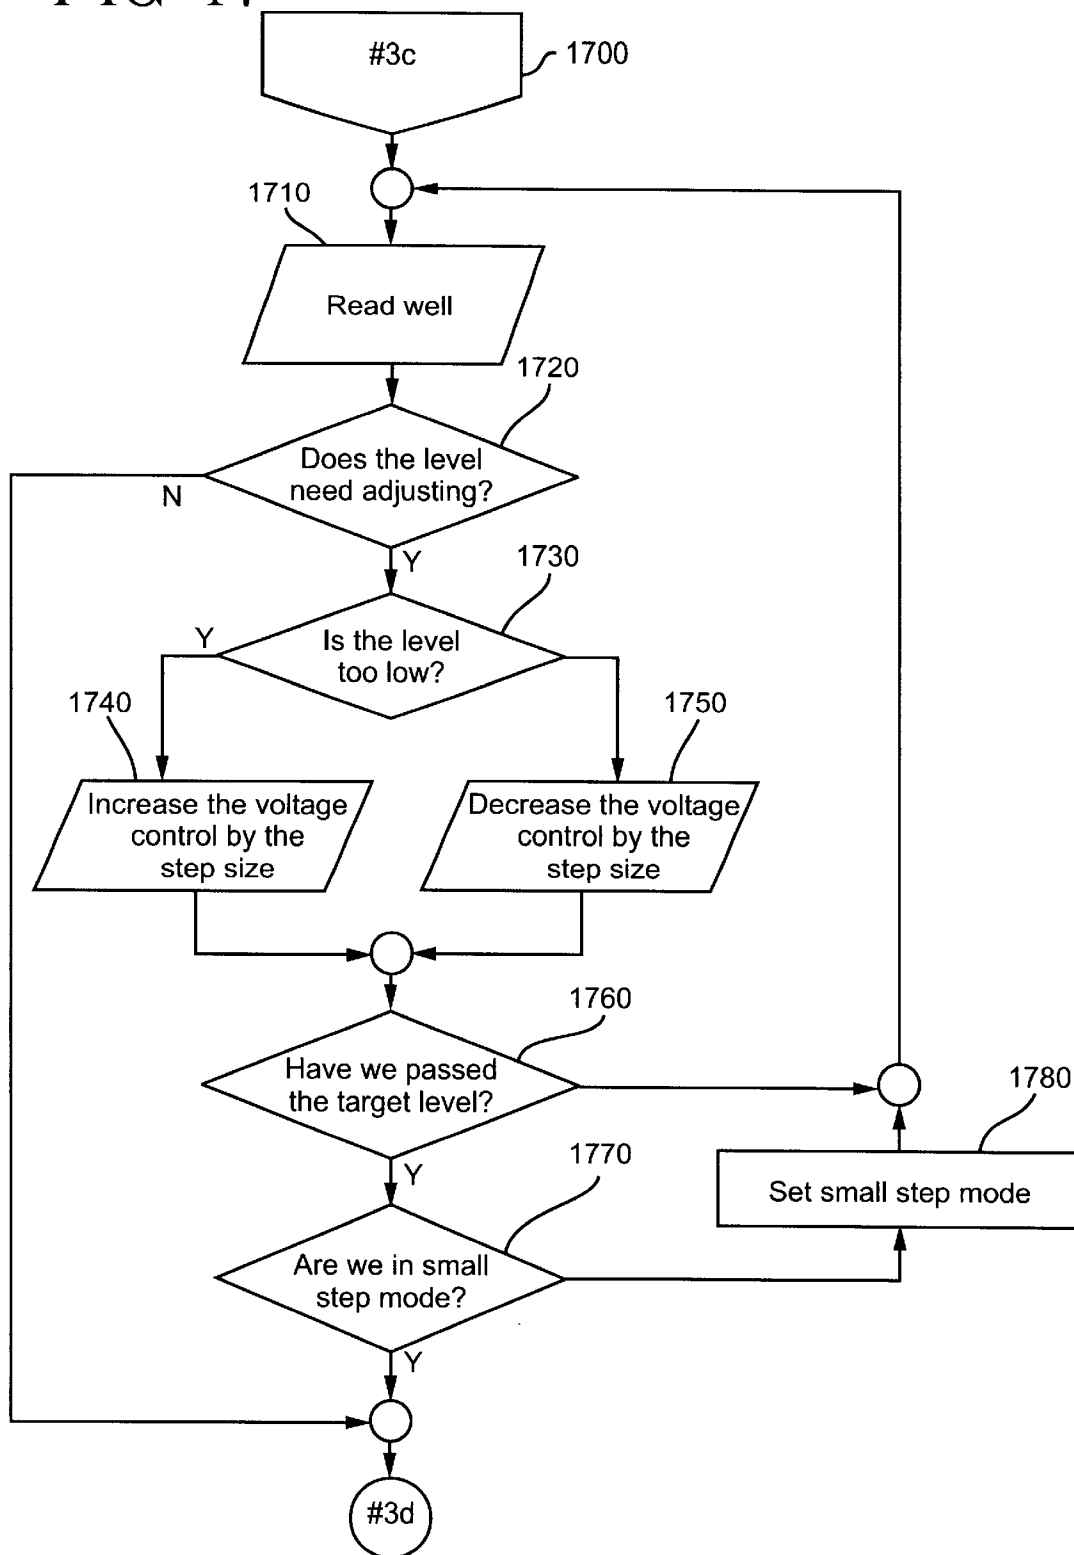 #3c
1700
1710
Read well
1720
Does the level
need adjusting?
N
Y
1730
Is the level
too low?
Y
1740
1750
Increase the voltage
control by the
step size
Decrease the voltage
control by the
step size
1760
Have we passed
the target level?
1780
Y
1770
Set small step mode
Are we in small
step mode?
Y
#3d